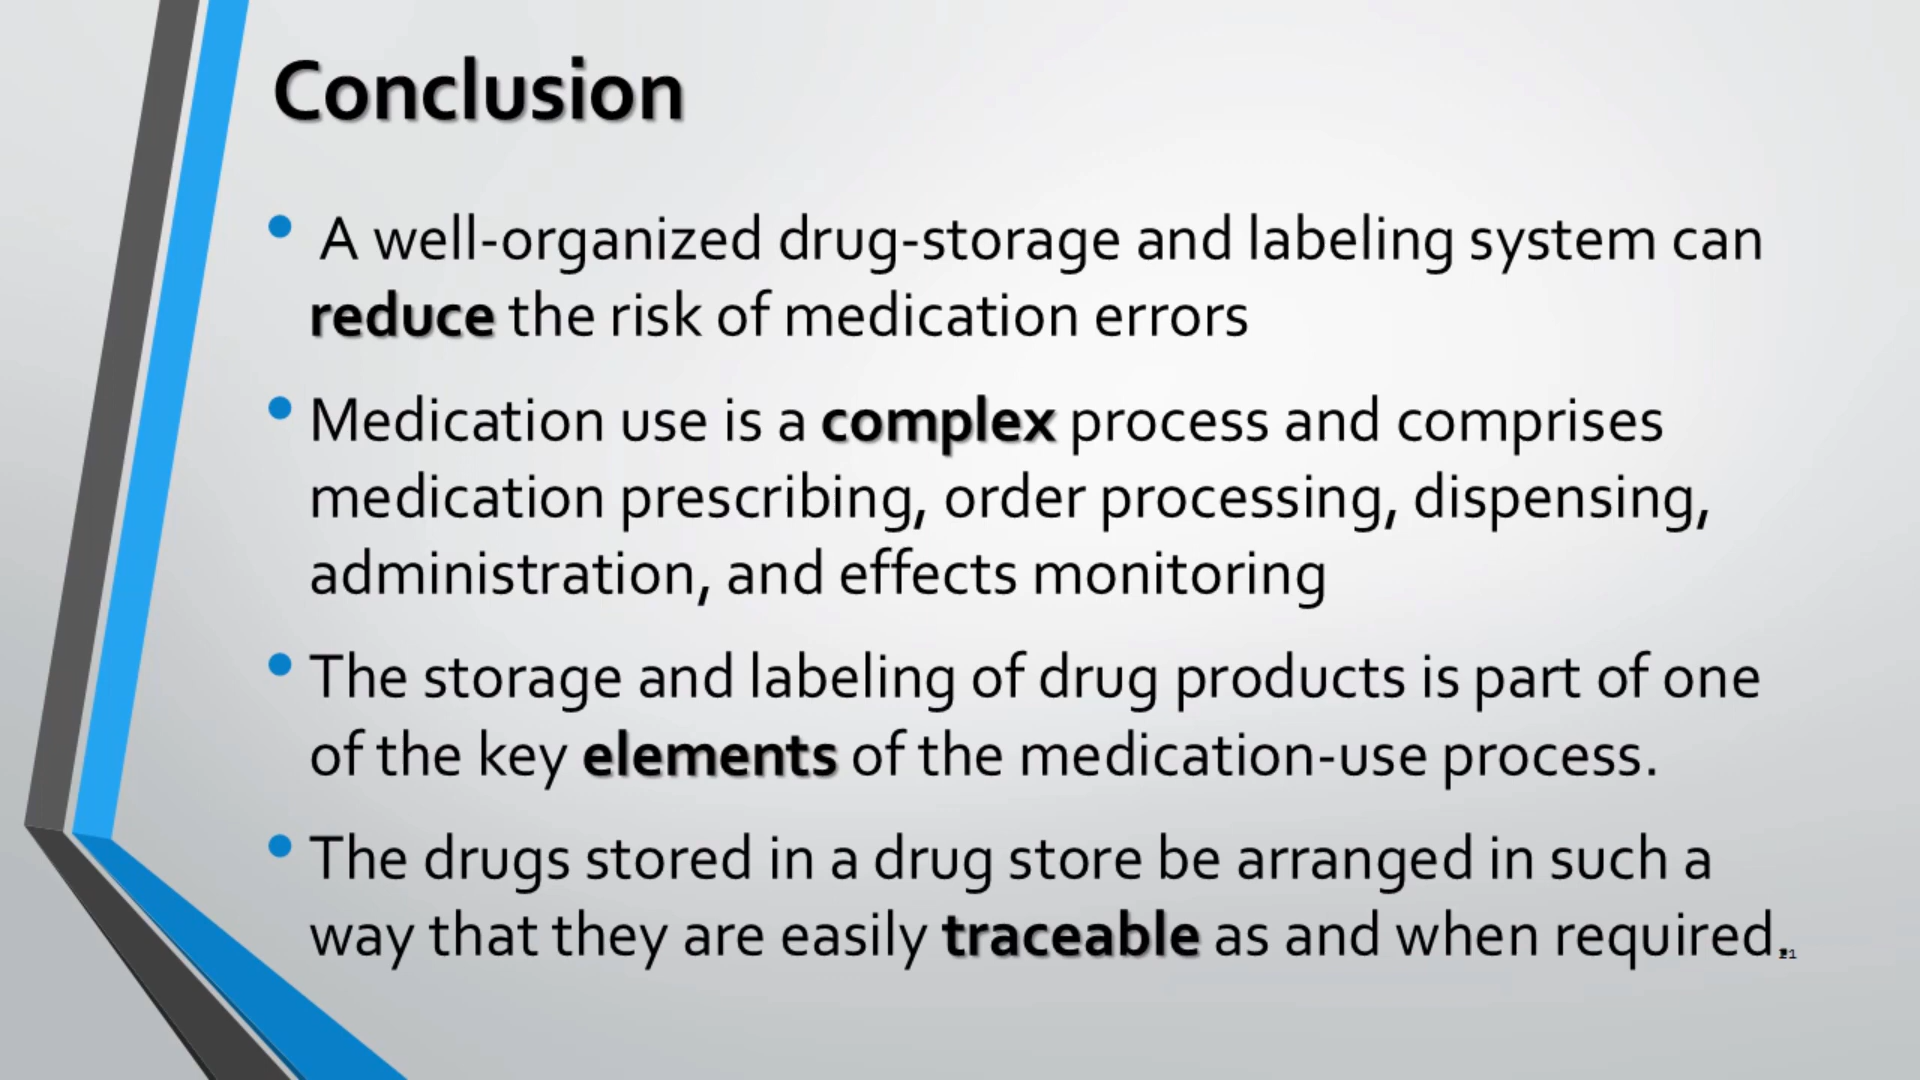 Conclusion
• A well-organized drug-storage and labeling system can
reduce the risk of medication errors
• Medication use is a complex process and comprises
medication prescribing, order processing, dispensing,
administration, and effects monitoring
• The storage and labeling of drug products is part of one
of the key elements of the medication-use process.
• The drugs stored in a drug store be arranged in such a
way that they are easily traceable as and when required.